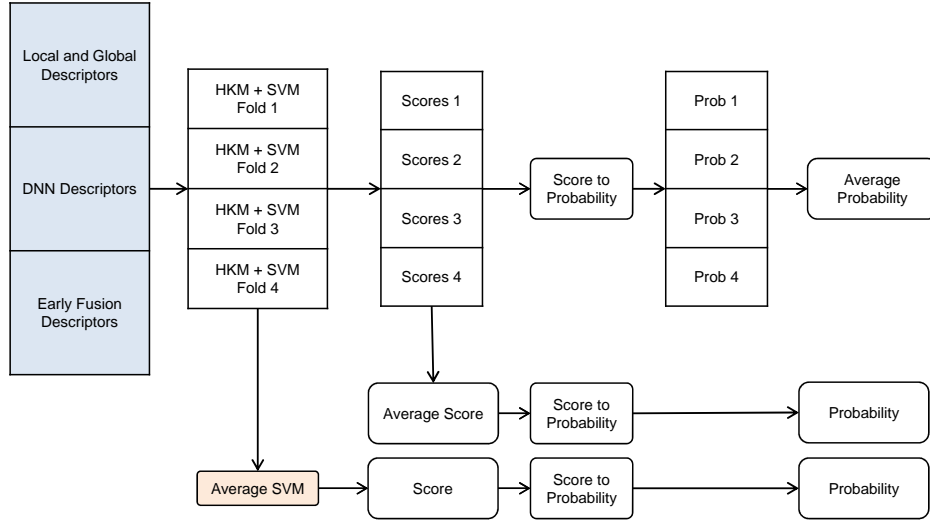 Local and Global
Descriptors
DNN Descriptors
Early Fusion
Descriptors
HKM + SVM
Fold 1
HKM + SVM
Fold 2
HKM + SVM
Fold 3
HKM + SVM
Fold 4
Scores 1
Scores 2
Scores 3
Scores 4
Score to
Probability
Prob 1
Prob 2
Prob 3
Prob 4
Average
Probability
Average Score
Score to
Probability
Probability
Average SVM
Score
Score to
Probability
Probability